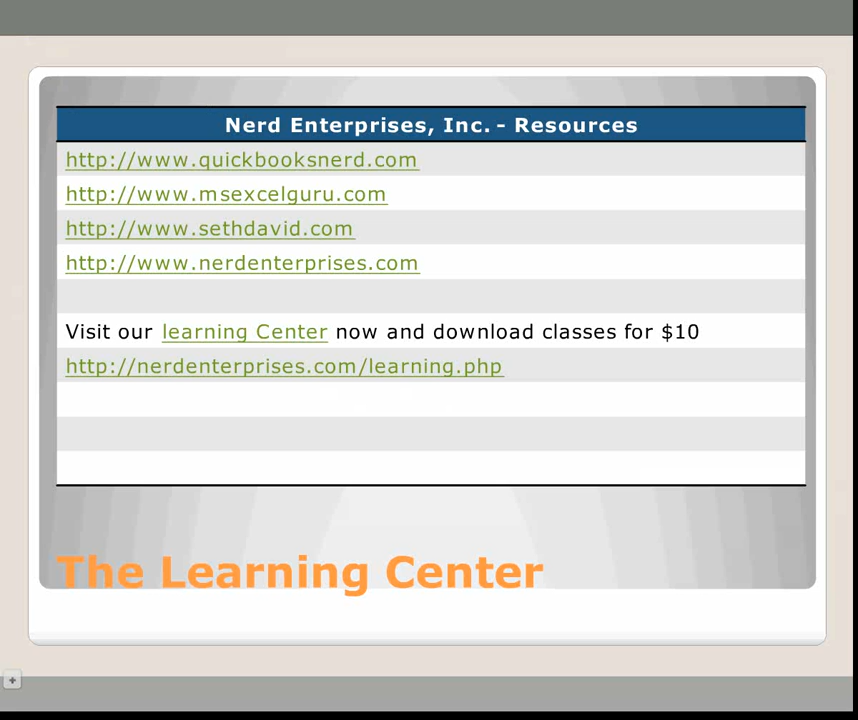 Nerd Enterprises, Inc. - Resources
http://www.quickbooksnerd.com
http://www.msexcelguru.com
http://www.sethdavid.com
http://www.nerdenterprises.com
Visit our learning Center now and download classes for $10
http://nerdenterprises.com/learning.php
The Learning Center